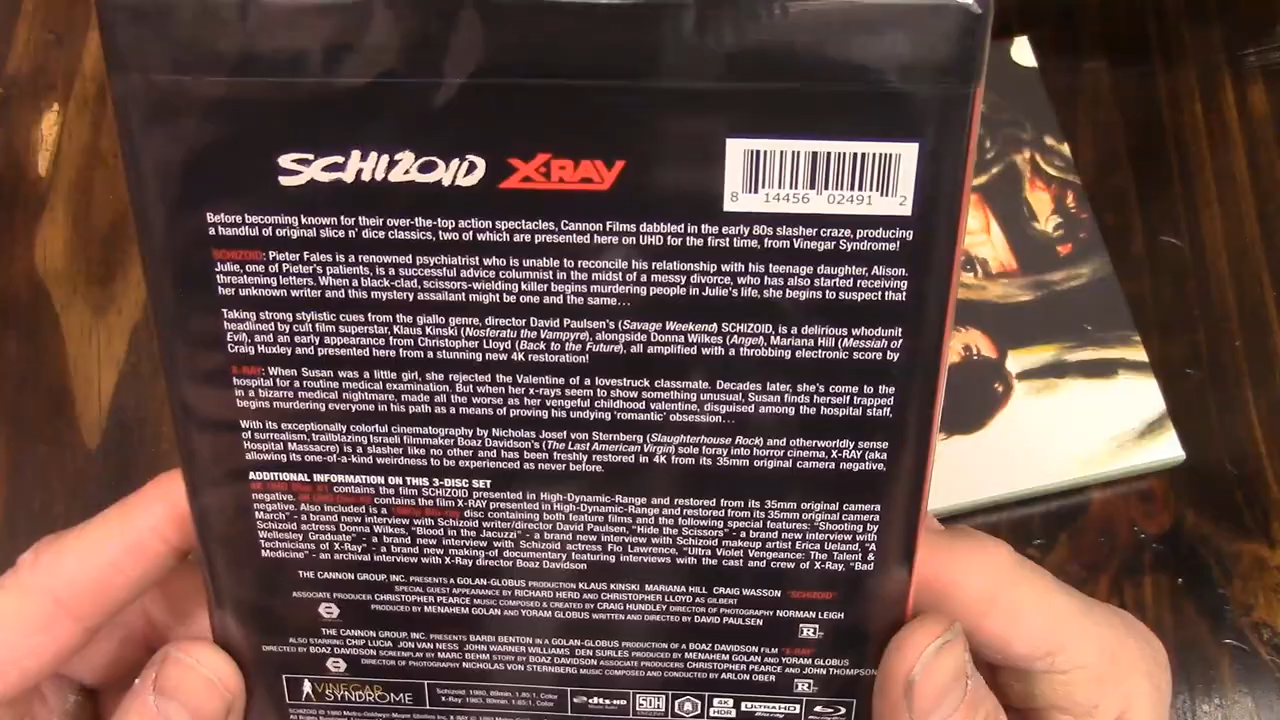 SCHIZOID X-RAY
8 14456 02491 2
Before becoming known for their over-the-top action spectacles, Cannon Films dabbled in the early 80s slasher craze, producing
a handful of original slice n' dice classics, two of which are presented here on UHD for the first time, from Vinegar Syndrome!
SCHIZOID: Pieter Fales is a renowned psychiatrist who is unable to reconcile his relationship with his teenage daughter, Alison.
Julie, one of Pieter's patients, is a successful advice columnist in the midst of a messy divorce, who has also started receiving
threatening letters. When a black-clad, scissors-wielding killer begins murdering people in Julie's life, she begins to suspect that
her unknown writer and this mystery assailant might be one and the same...
Taking strong stylistic cues from the giallo genre, director David Paulsen's (Savage Weekend) SCHIZOID, is a delirious whodunit
headlined by cult film superstar, Klaus Kinski (Nosferatu the Vampyre), alongside Donna Wilkes (Angel), Mariana Hill (Messiah of
Evil), and an early appearance from Christopher Lloyd (Back to the Future), all amplified with a throbbing electronic score by
Craig Huxley and presented here from a stunning new 4K restoration!
X-RAY: When Susan was a little girl, she rejected the Valentine of a lovestruck classmate. Decades later, she's come to the
hospital for a routine medical examination. But when her x-rays seem to show something unusual, Susan finds herself trapped
in a bizarre medical nightmare, made all the worse as her vengeful childhood valentine, disguised among the hospital staff,
begins murdering everyone in his path as a means of proving his undying 'romantic' obsession...
With its exceptionally colorful cinematography by Nicholas Josef von Sternberg (Slaughterhouse Rock) and otherworldly sense
of surrealism, trailblazing Israeli filmmaker Boaz Davidson's (The Last American Virgin) sole foray into horror cinema, X-RAY (aka
Hospital Massacre) is a slasher like no other and has been freshly restored in 4K from its 35mm original camera negative,
allowing its one-of-a-kind weirdness to be experienced as never before.
ADDITIONAL INFORMATION ON THIS 3-DISC SET
4K UHD Disc #1 contains the film SCHIZOID presented in High-Dynamic-Range and restored from its 35mm original camera
negative. 4K UHD Disc #2 contains the film X-RAY presented in High-Dynamic-Range and restored from its 35mm original camera
negative. Also included is a 1080p Blu-ray disc containing both feature films and the following special features: "Shooting by
March" - a brand new interview with Schizoid writer/director David Paulsen, "Hide the Scissors" - a brand new interview with
Schizoid actress Donna Wilkes, "Blood in the Jacuzzi" - a brand new interview with Schizoid makeup artist Erica Ueland, "A
Wellesley Graduate" - a brand new interview with Schizoid actress Flo Lawrence, "Ultra Violet Vengeance: The Talent &
Technicians of X-Ray" - a brand new making-of documentary featuring interviews with the cast and crew of X-Ray, "Bad
Medicine" - an archival interview with X-Ray director Boaz Davidson
THE CANNON GROUP, INC. PRESENTS A GOLAN-GLOBUS PRODUCTION KLAUS KINSKI MARIANA HILL CRAIG WASSON "SCHIZOID"
SPECIAL GUEST APPEARANCE BY RICHARD HERD AND CHRISTOPHER LLOYD AS GILBERT
ASSOCIATE PRODUCER CHRISTOPHER PEARCE MUSIC COMPOSED & CREATED BY CRAIG HUNDLEY DIRECTOR OF PHOTOGRAPHY NORMAN LEIGH
PRODUCED BY MENAHEM GOLAN AND YORAM GLOBUS WRITTEN AND DIRECTED BY DAVID PAULSEN
R
THE CANNON GROUP, INC. PRESENTS BARBI BENTON IN A GOLAN-GLOBUS PRODUCTION OF A BOAZ DAVIDSON FILM "X-RAY"
ALSO STARRING CHIP LUCIA JON VAN NESS JOHN WARNER WILLIAMS DEN SURLES PRODUCED BY MENAHEM GOLAN AND YORAM GLOBUS
DIRECTED BY BOAZ DAVIDSON SCREENPLAY BY MARC BEHM STORY BY BOAZ DAVIDSON ASSOCIATE PRODUCERS CHRISTOPHER PEARCE AND JOHN THOMPSON
DIRECTOR OF PHOTOGRAPHY NICHOLAS VON STERNBERG MUSIC COMPOSED AND CONDUCTED BY ARLON OBER
R
VINEGAR SYNDROME
Schizoid: 1980, 89min, 1.85:1, Color
X-Ray: 1983, 89min, 1.85:1, Color
dts-HD SDH A 4K HDR ULTRA HD Blu-ray Blu-ray